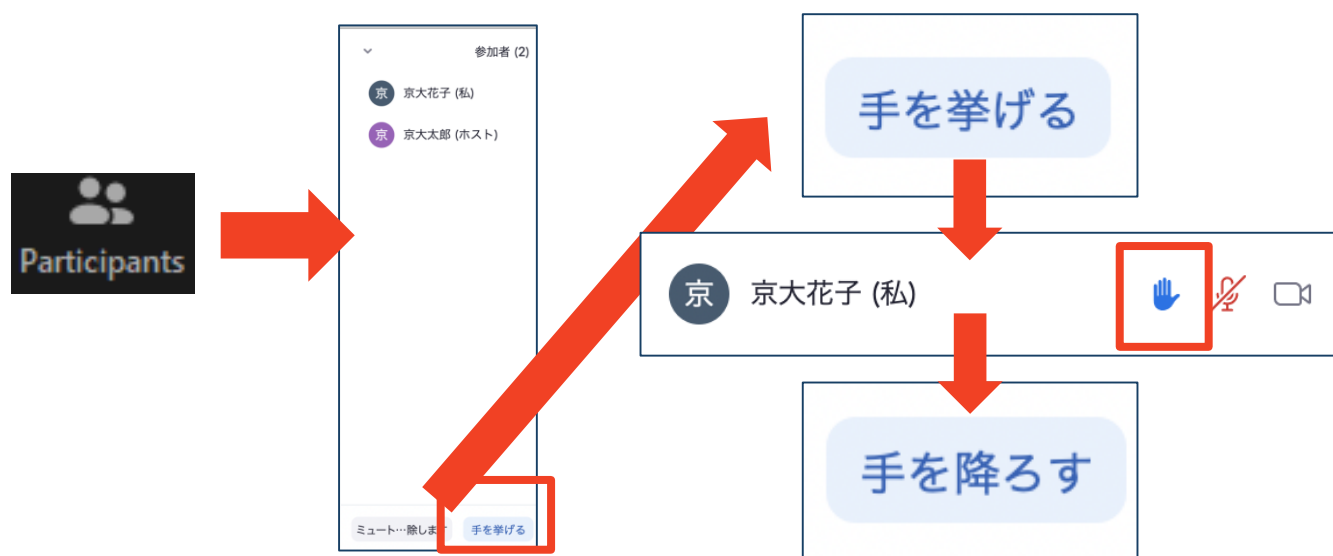 Participants
参加者 (2)
京 京大花子 (私)
京 京大太郎 (ホスト)
ミュート…除しま
手を挙げる
手を挙げる
京 京大花子 (私)
手を降ろす